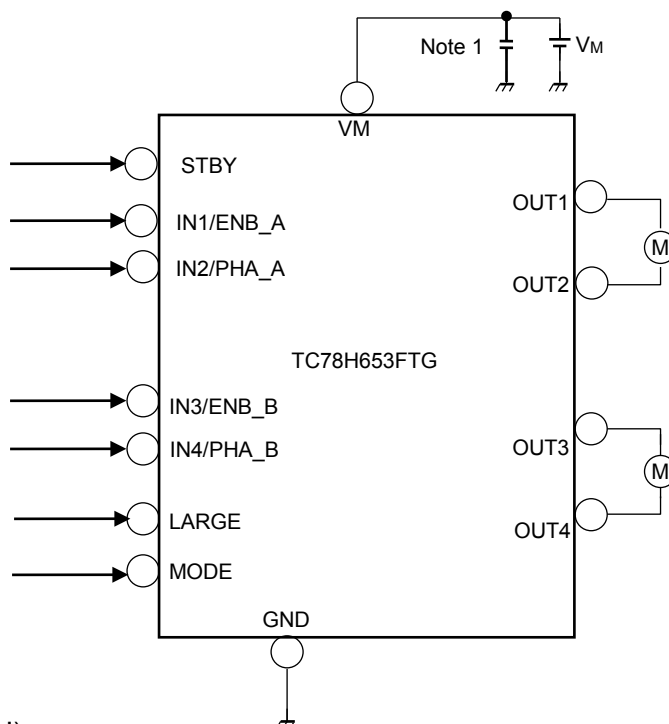 Note 1
VM
VM
STBY
IN1/ENB_A
IN2/PHA_A
OUT1
M
OUT2
TC78H653FTG
IN3/ENB_B
IN4/PHA_B
OUT3
M
OUT4
LARGE
MODE
GND